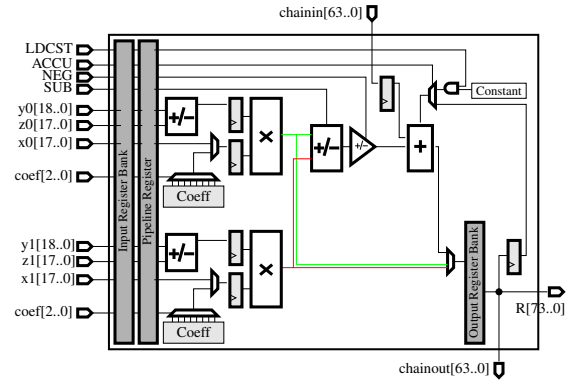 chainin[63..0]
LDCST
ACCU
NEG
SUB
Constant
y0[18..0]
z0[17..0]
x0[17..0]
coef[2..0]
Input Register Bank
Pipeline Register
+/-
×
Coeff
+/-
+/-
+
y1[18..0]
z1[17..0]
x1[17..0]
coef[2..0]
+/-
×
Coeff
Output Register Bank
R[73..0]
chainout[63..0]